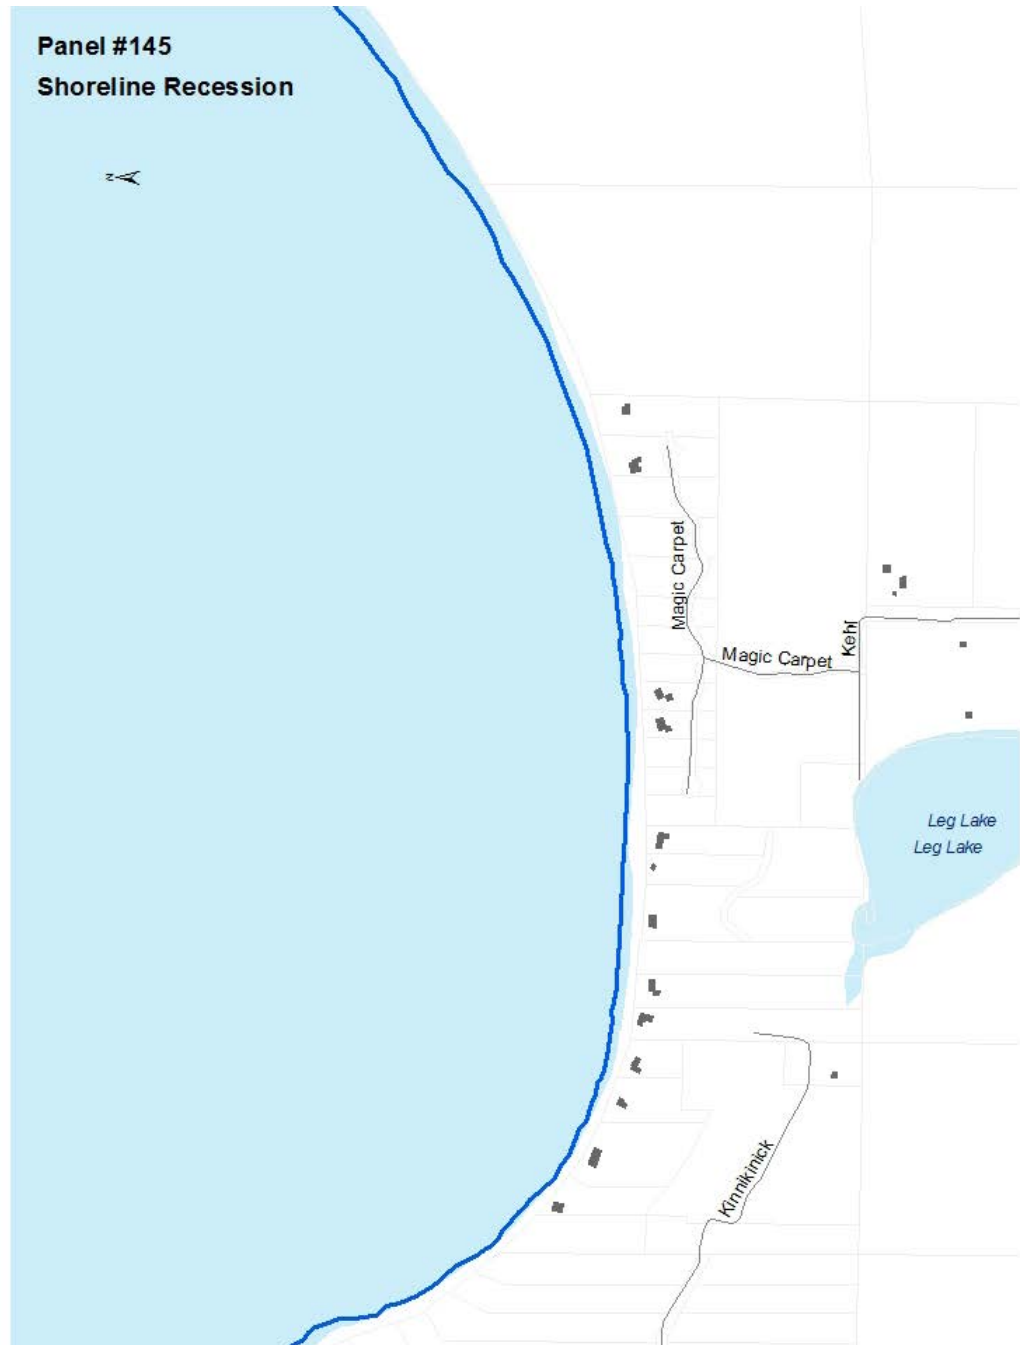 Panel #145
Shoreline Recession
N
Magic Carpet
Magic Carpet
Kehl
Leg Lake
Leg Lake
Kinnikinick